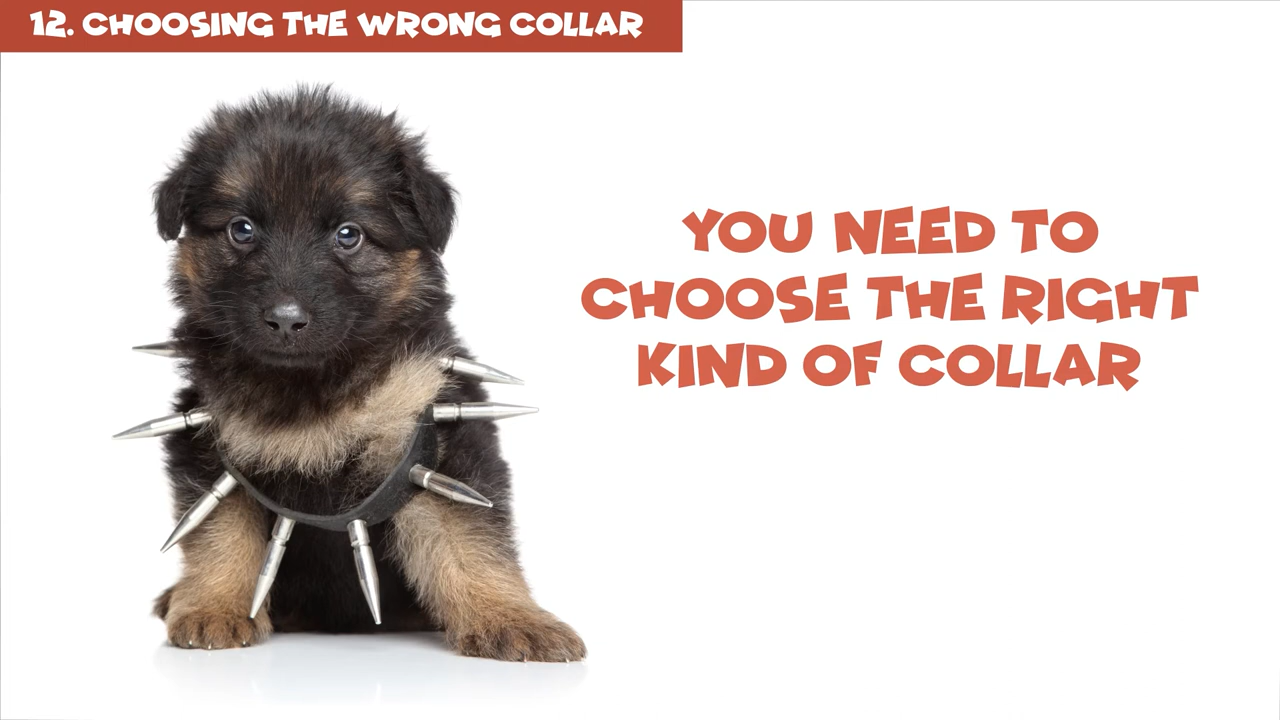 12. CHOOSING THE WRONG COLLAR
YOU NEED TO
CHOOSE THE RIGHT
KIND OF COLLAR